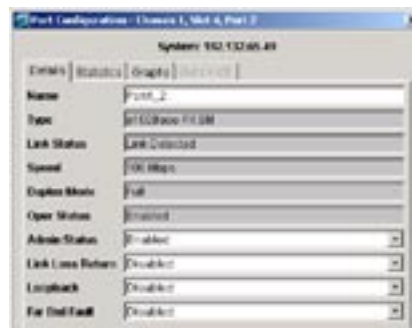 Port Configuration - Chassis 1, Slot 4, Port 2
System: 192.132.65.49
Details Statistics Graphs
Name Port4_2
Type
Link Status Link Detected
Speed 100 Mbps
Duplex Mode Full
Oper Status Enabled
Admin Status Enabled
Link Loss Return Disabled
Loopback Disabled
Far End Fault Disabled